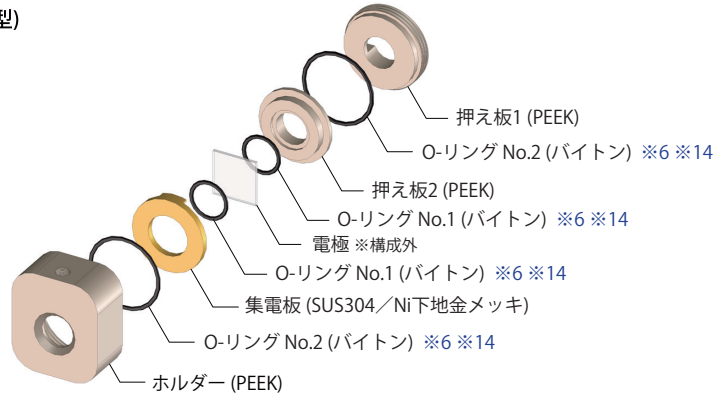 型)
押え板1 (PEEK)
O-リング No.2 (バイトン) ※6 ※14
押え板2 (PEEK)
O-リング No.1 (バイトン) ※6 ※14
電極 ※構成外
O-リング No.1 (バイトン) ※6 ※14
集電板 (SUS304／Ni下地金メッキ)
O-リング No.2 (バイトン) ※6 ※14
ホルダー (PEEK)